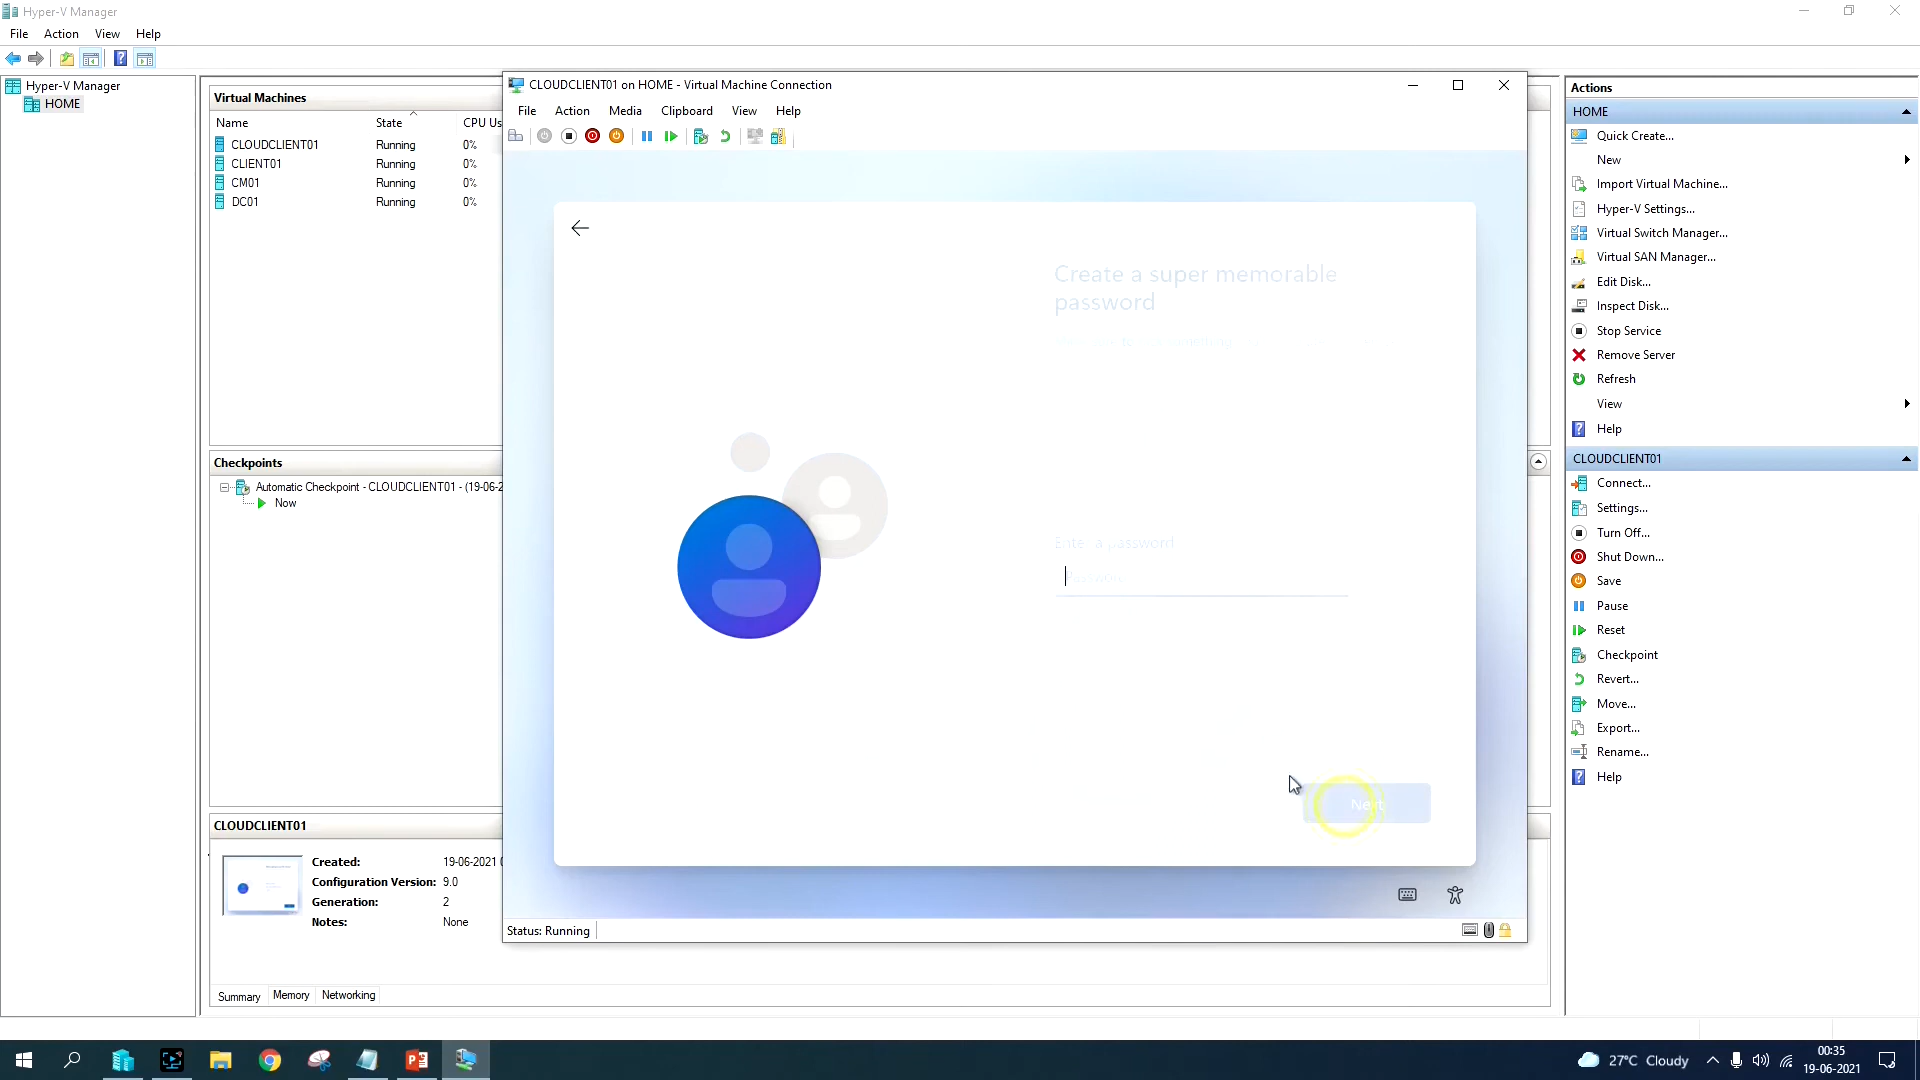 Hyper-V Manager
File Action View Help
Hyper-V Manager
HOME
Virtual Machines
Name State CPU Us
CLOUDCLIENT01 Running 0%
CLIENT01 Running 0%
CM01 Running 0%
DC01 Running 0%
Checkpoints
Automatic Checkpoint - CLOUDCLIENT01 - (19-06-2
Now
CLOUDCLIENT01
Created: 19-06-2021 0
Configuration Version: 9.0
Generation: 2
Notes: None
Summary Memory Networking
CLOUDCLIENT01 on HOME - Virtual Machine Connection
File Action Media Clipboard View Help
Create a super memorable
password
Enter a password
Password
Next
Status: Running
Actions
HOME
Quick Create...
New
Import Virtual Machine...
Hyper-V Settings...
Virtual Switch Manager...
Virtual SAN Manager...
Edit Disk...
Inspect Disk...
Stop Service
Remove Server
Refresh
View
Help
CLOUDCLIENT01
Connect...
Settings...
Turn Off...
Shut Down...
Save
Pause
Reset
Checkpoint
Revert...
Move...
Export...
Rename...
Help
27°C Cloudy
00:35
19-06-2021